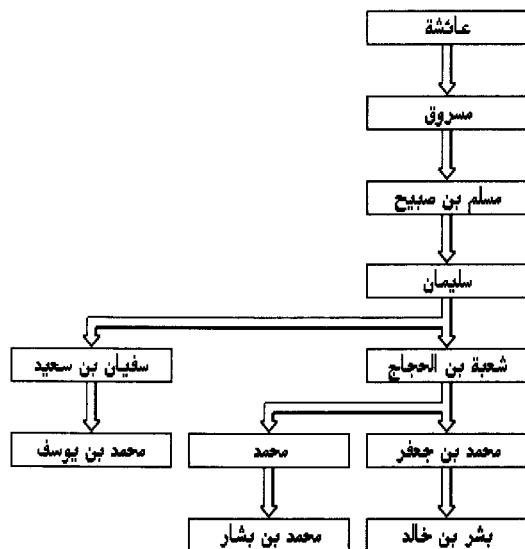 عائشة
مسروق
مسلم بن صبيح
سليمان
شعبة بن الحجاج
سفيان بن سعيد
محمد بن جعفر
محمد
محمد بن يوسف
بشر بن خالد
محمد بن بشار